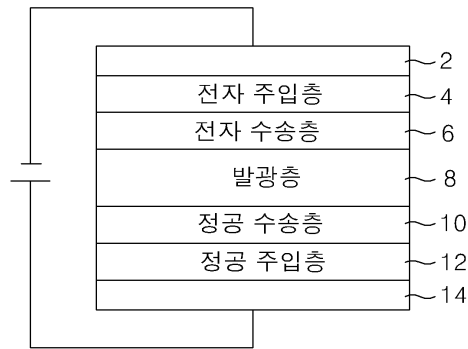 2
전자 주입층 4
전자 수송층 6
발광층 8
정공 수송층 10
정공 주입층 12
14